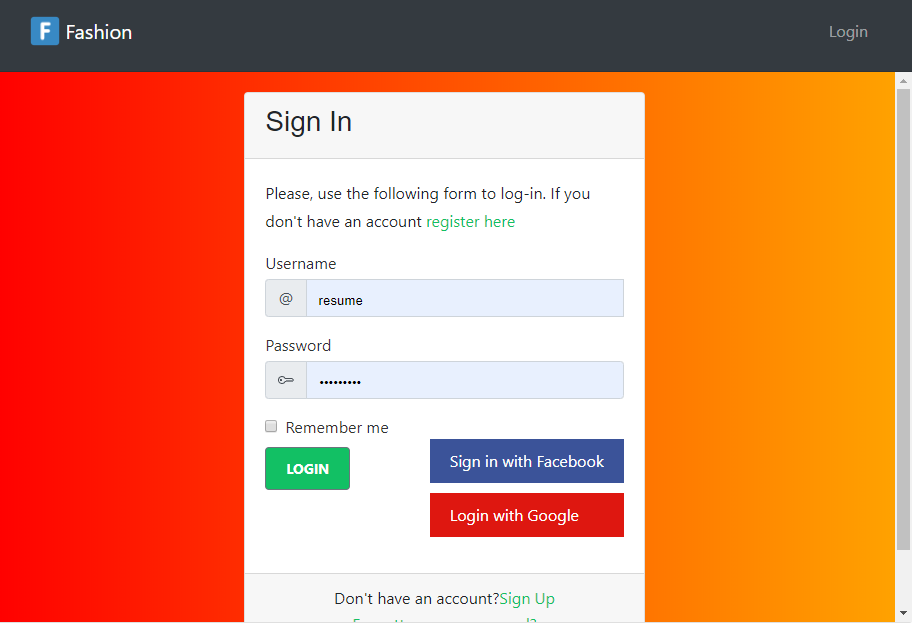 F Fashion
Login
Sign In
Please, use the following form to log-in. If you
don't have an account register here
Username
@ resume
Password
•••••••••
Remember me
LOGIN
Sign in with Facebook
Login with Google
Don't have an account?Sign Up